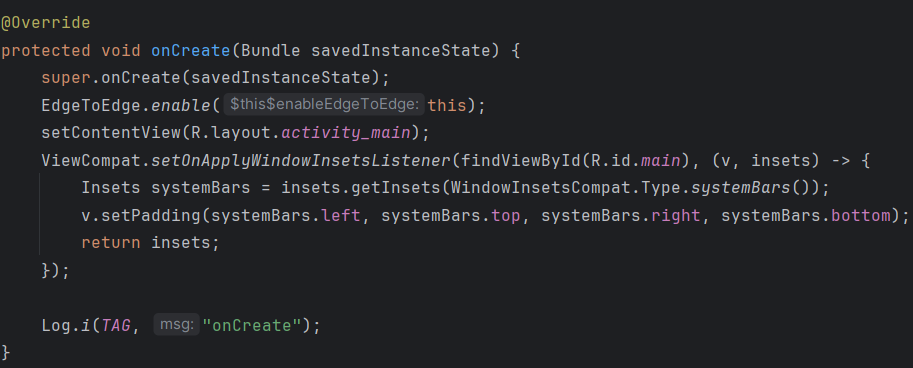 @Override
protected void onCreate(Bundle savedInstanceState) {
    super.onCreate(savedInstanceState);
    EdgeToEdge.enable( $this$enableEdgeToEdge: this);
    setContentView(R.layout.activity_main);
    ViewCompat.setOnApplyWindowInsetsListener(findViewById(R.id.main), (v, insets) -> {
        Insets systemBars = insets.getInsets(WindowInsetsCompat.Type.systemBars());
        v.setPadding(systemBars.left, systemBars.top, systemBars.right, systemBars.bottom);
        return insets;
    });
    Log.i(TAG, msg: "onCreate");
}